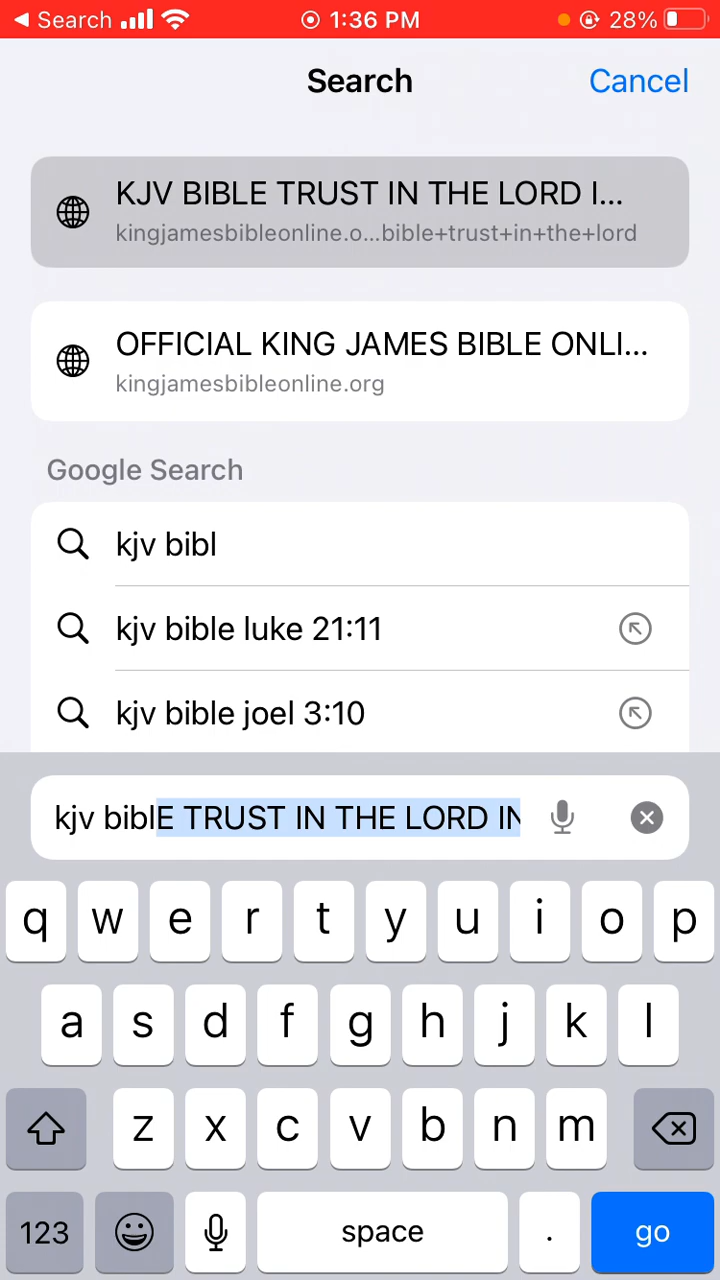 Search 1:36 PM 28%
Search Cancel
KJV BIBLE TRUST IN THE LORD I...
kingjamesbibleonline.o...bible+trust+in+the+lord
OFFICIAL KING JAMES BIBLE ONLI...
kingjamesbibleonline.org
Google Search
kjv bibl
kjv bible luke 21:11
kjv bible joel 3:10
kjv biblE TRUST IN THE LORD IN
q w e r t y u i o p
a s d f g h j k l
z x c v b n m
123 space . go